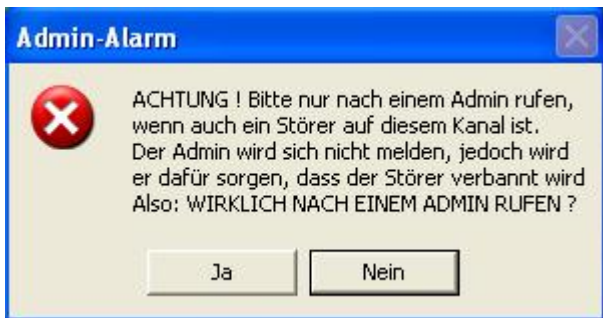 Admin-Alarm
ACHTUNG ! Bitte nur nach einem Admin rufen,
wenn auch ein Störer auf diesem Kanal ist.
Der Admin wird sich nicht melden, jedoch wird
er dafür sorgen, dass der Störer verbannt wird
Also: WIRKLICH NACH EINEM ADMIN RUFEN ?
Ja
Nein